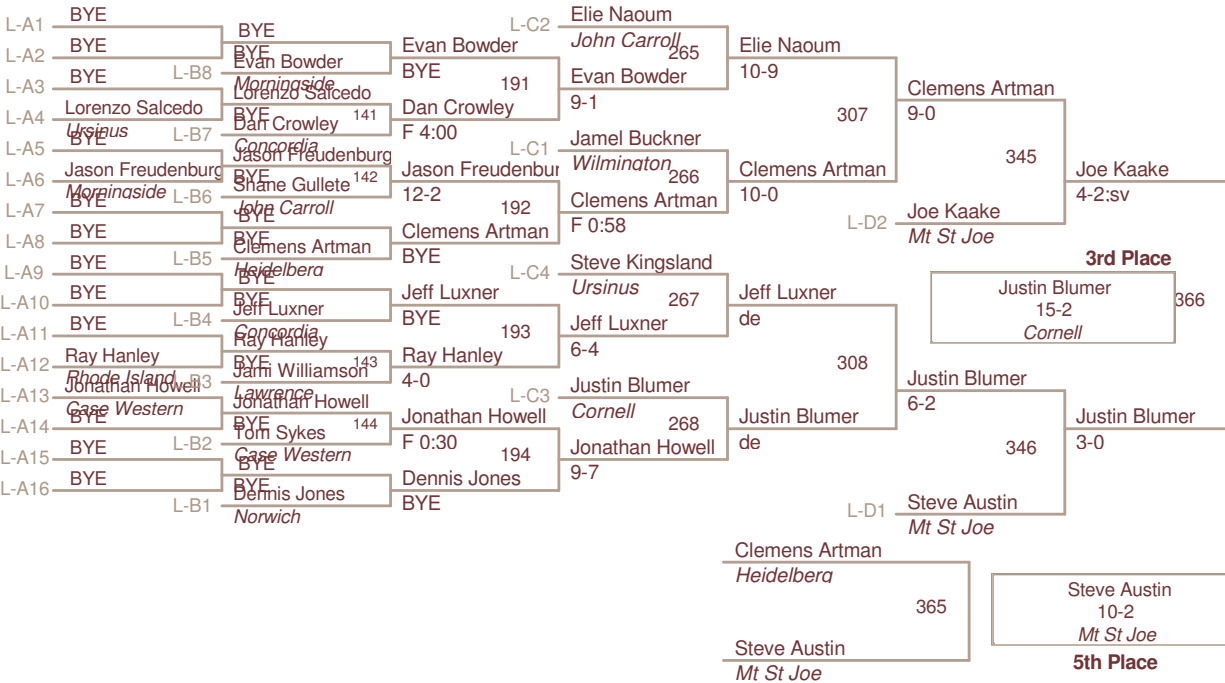 L-A1 BYE
L-A2 BYE
L-A3 BYE
L-A4 Lorenzo Salcedo
Ursinus
L-A5 BYE
L-A6 Jason Freudenburg
Morningside
L-A7 BYE
L-A8 BYE
L-A9 BYE
L-A10 BYE
L-A11 BYE
L-A12 Ray Hanley
Rhode Island
L-A13 Jonathan Howell
Case Western
L-A14 BYE
L-A15 BYE
L-A16 BYE
BYE
BYE
L-B8 Evan Bowder
Morningside
Lorenzo Salcedo
BYE
141
L-B7 Dan Crowley
Concordia
Jason Freudenburg
BYE
142
L-B6 Shane Gullete
John Carroll
BYE
BYE
L-B5 Clemens Artman
Heidelberg
BYE
BYE
L-B4 Jeff Luxner
Concordia
Ray Hanley
BYE
143
L-B3 Jami Williamson
Lawrence
Jonathan Howell
BYE
144
L-B2 Tom Sykes
Case Western
BYE
BYE
L-B1 Dennis Jones
Norwich
Evan Bowder
BYE
191
Dan Crowley
F 4:00
Jason Freudenbur
12-2
192
Clemens Artman
BYE
Jeff Luxner
BYE
193
Ray Hanley
4-0
Jonathan Howell
F 0:30
194
Dennis Jones
BYE
L-C2 Elie Naoum
John Carroll
265
Evan Bowder
9-1
L-C1 Jamel Buckner
Wilmington
266
Clemens Artman
F 0:58
L-C4 Steve Kingsland
Ursinus
267
Jeff Luxner
6-4
L-C3 Justin Blumer
Cornell
268
Jonathan Howell
9-7
Elie Naoum
10-9
307
Clemens Artman
10-0
Jeff Luxner
de
308
Justin Blumer
de
Clemens Artman
9-0
345
L-D2 Joe Kaake
Mt St Joe
Justin Blumer
6-2
346
L-D1 Steve Austin
Mt St Joe
Joe Kaake
4-2:sv
3rd Place
Justin Blumer
15-2
Cornell
366
Justin Blumer
3-0
Clemens Artman
Heidelberg
365
Steve Austin
Mt St Joe
Steve Austin
10-2
Mt St Joe
5th Place